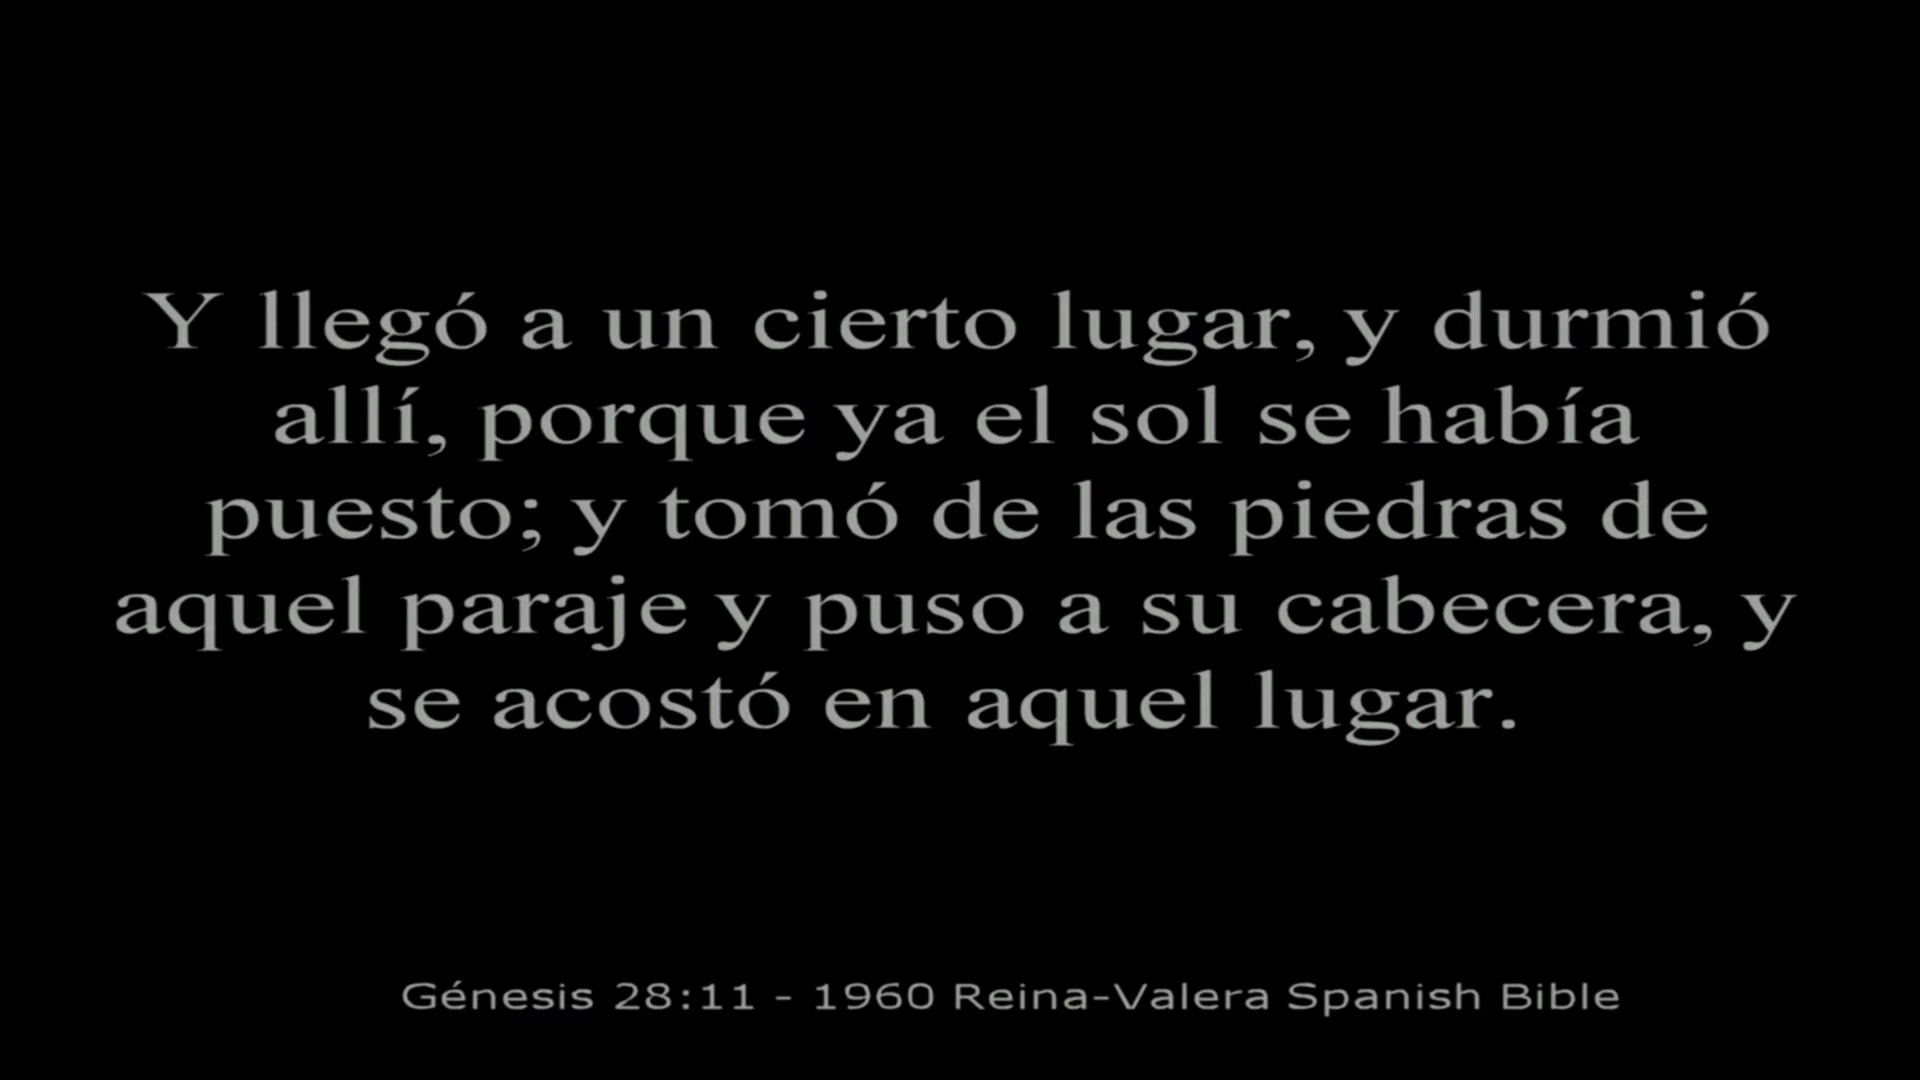 Y llegó a un cierto lugar, y durmió
allí, porque ya el sol se había
puesto; y tomó de las piedras de
aquel paraje y puso a su cabecera, y
se acostó en aquel lugar.
Génesis 28:11 - 1960 Reina-Valera Spanish Bible